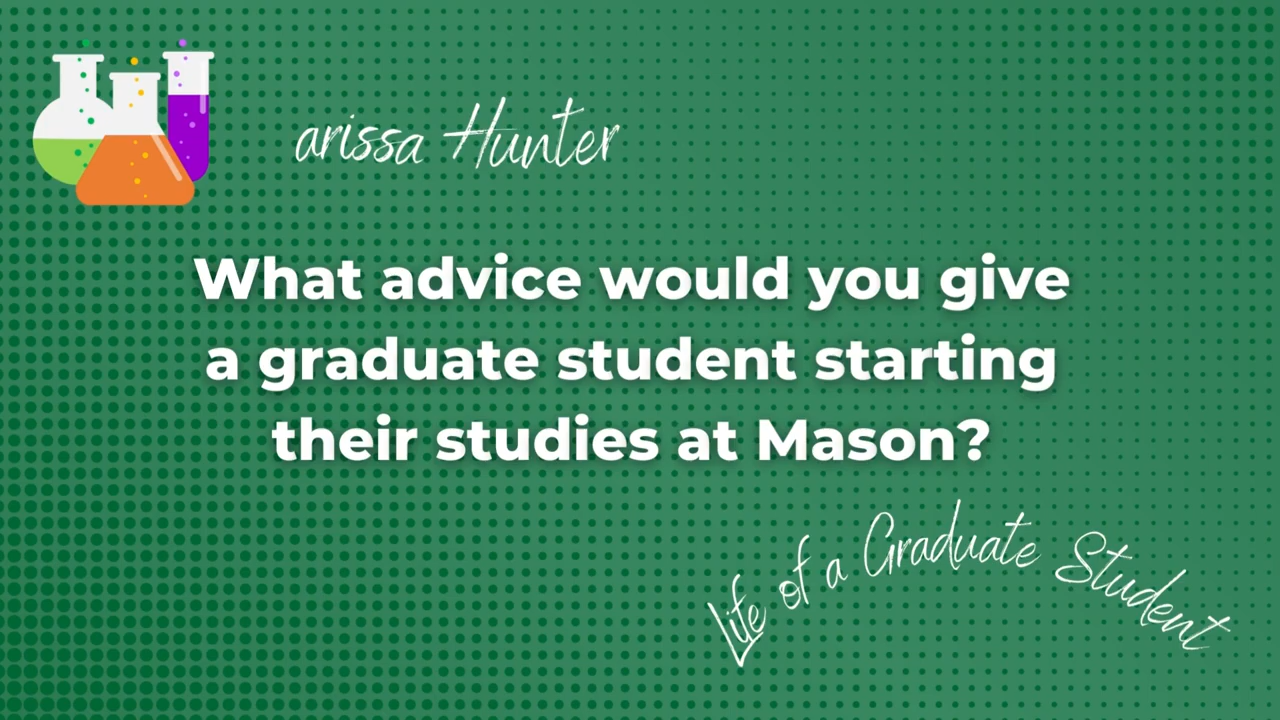 arissa Hunter
What advice would you give
a graduate student starting
their studies at Mason?
Life of a Graduate Student